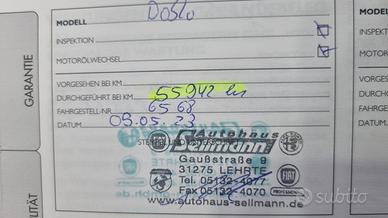 MODELL Doblo
INSPEKTION
MOTORÖLWECHSEL
VORGESEHEN BEI KM
DURCHGEFÜHRT BEI KM 55942 km
FAHRGESTELL-NR. 6568
DATUM 09.05.23
Autohaus
Sellmann
Gaußstraße 9
31275 LEHRTE
Tel. 05132-4077
Fax 05132-4070
www.autohaus-sellmann.de
GARANTIE
subito